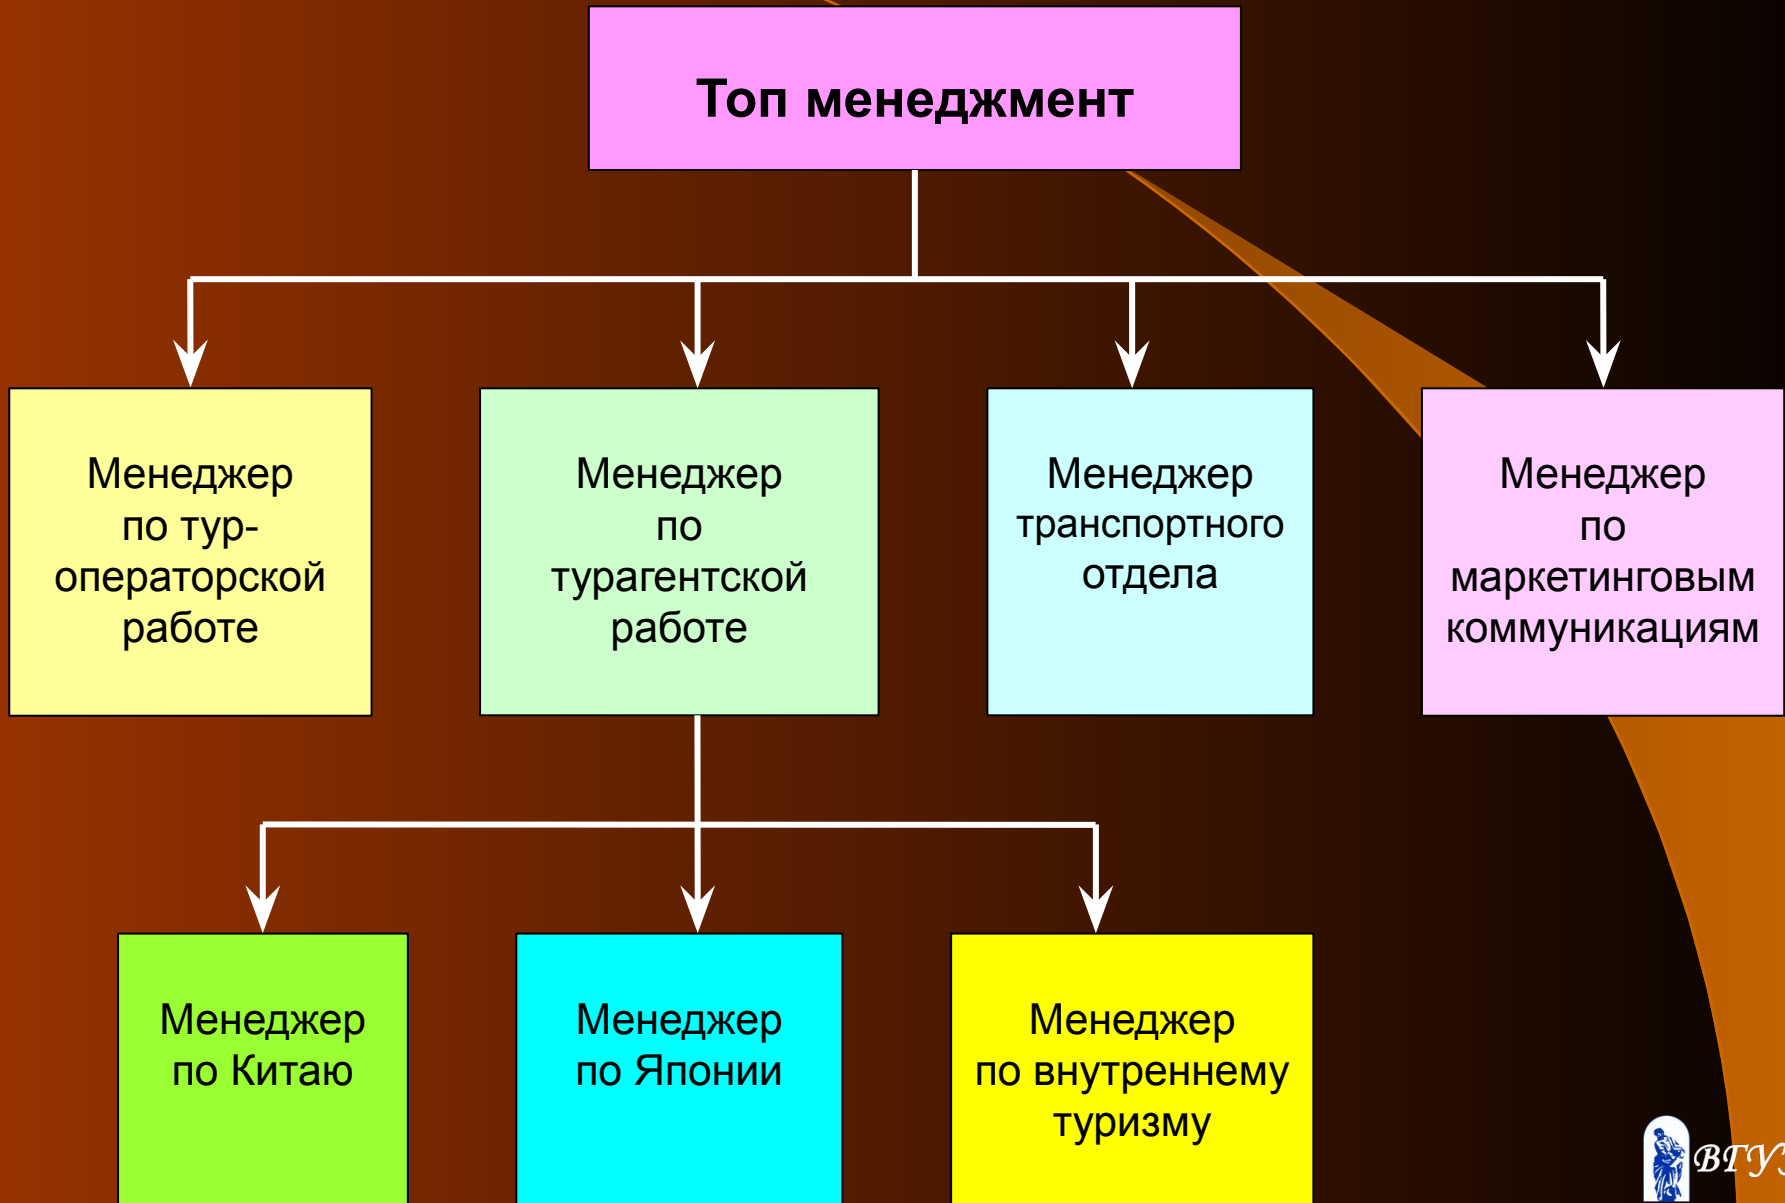 Топ менеджмент
Менеджер
по тур-
операторской
работе
Менеджер
по
турагентской
работе
Менеджер
транспортного
отдела
Менеджер
по
маркетинговым
коммуникациям
Менеджер
по Китаю
Менеджер
по Японии
Менеджер
по внутреннему
туризму